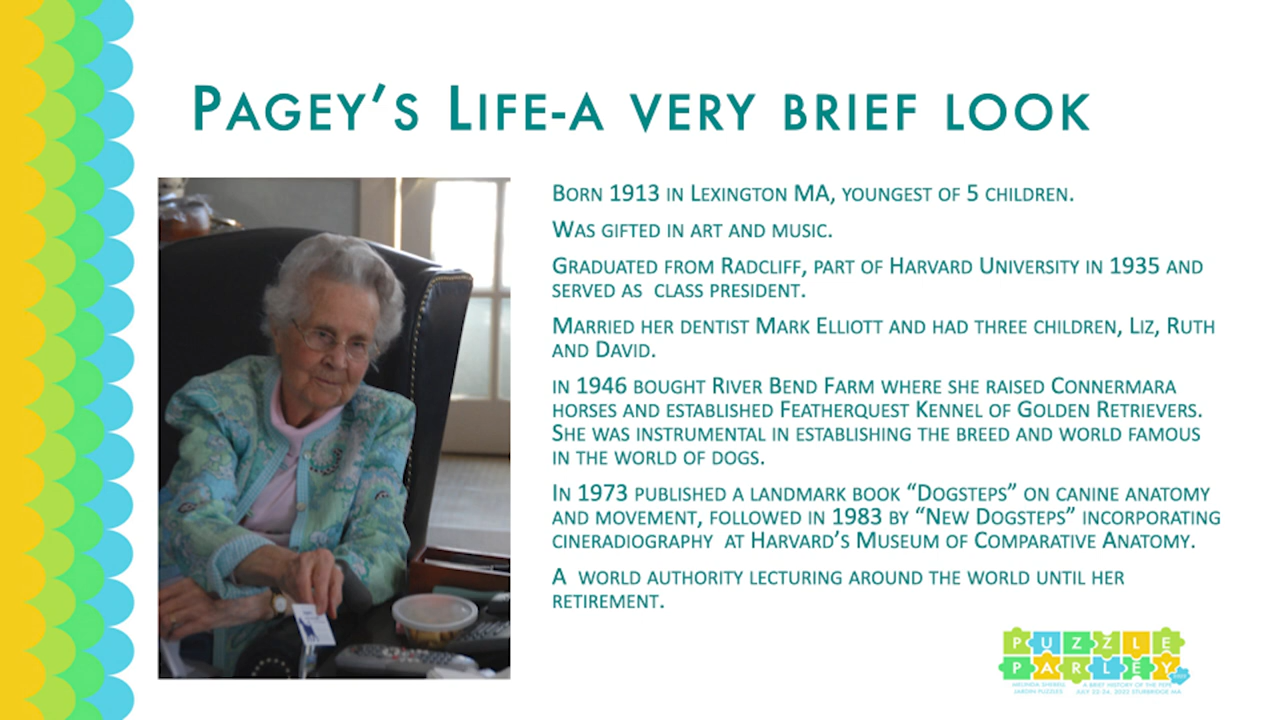 Pagey's Life-A very brief look
Born 1913 in Lexington MA, youngest of 5 children.
Was gifted in art and music.
Graduated from Radcliff, part of Harvard University in 1935 and
served as class president.
Married her dentist Mark Elliott and had three children, Liz, Ruth
and David.
in 1946 bought River Bend Farm where she raised Connermara
horses and established Featherquest Kennel of Golden Retrievers.
She was instrumental in establishing the breed and world famous
in the world of dogs.
In 1973 published a landmark book “Dogsteps” on canine anatomy
and movement, followed in 1983 by “New Dogsteps” incorporating
cineradiography at Harvard's Museum of Comparative Anatomy.
A world authority lecturing around the world until her
retirement.
PUZZLE
PARLEY
JARDIN PUZZLES
JULY 22-24, 2022 STURBRIDGE MA